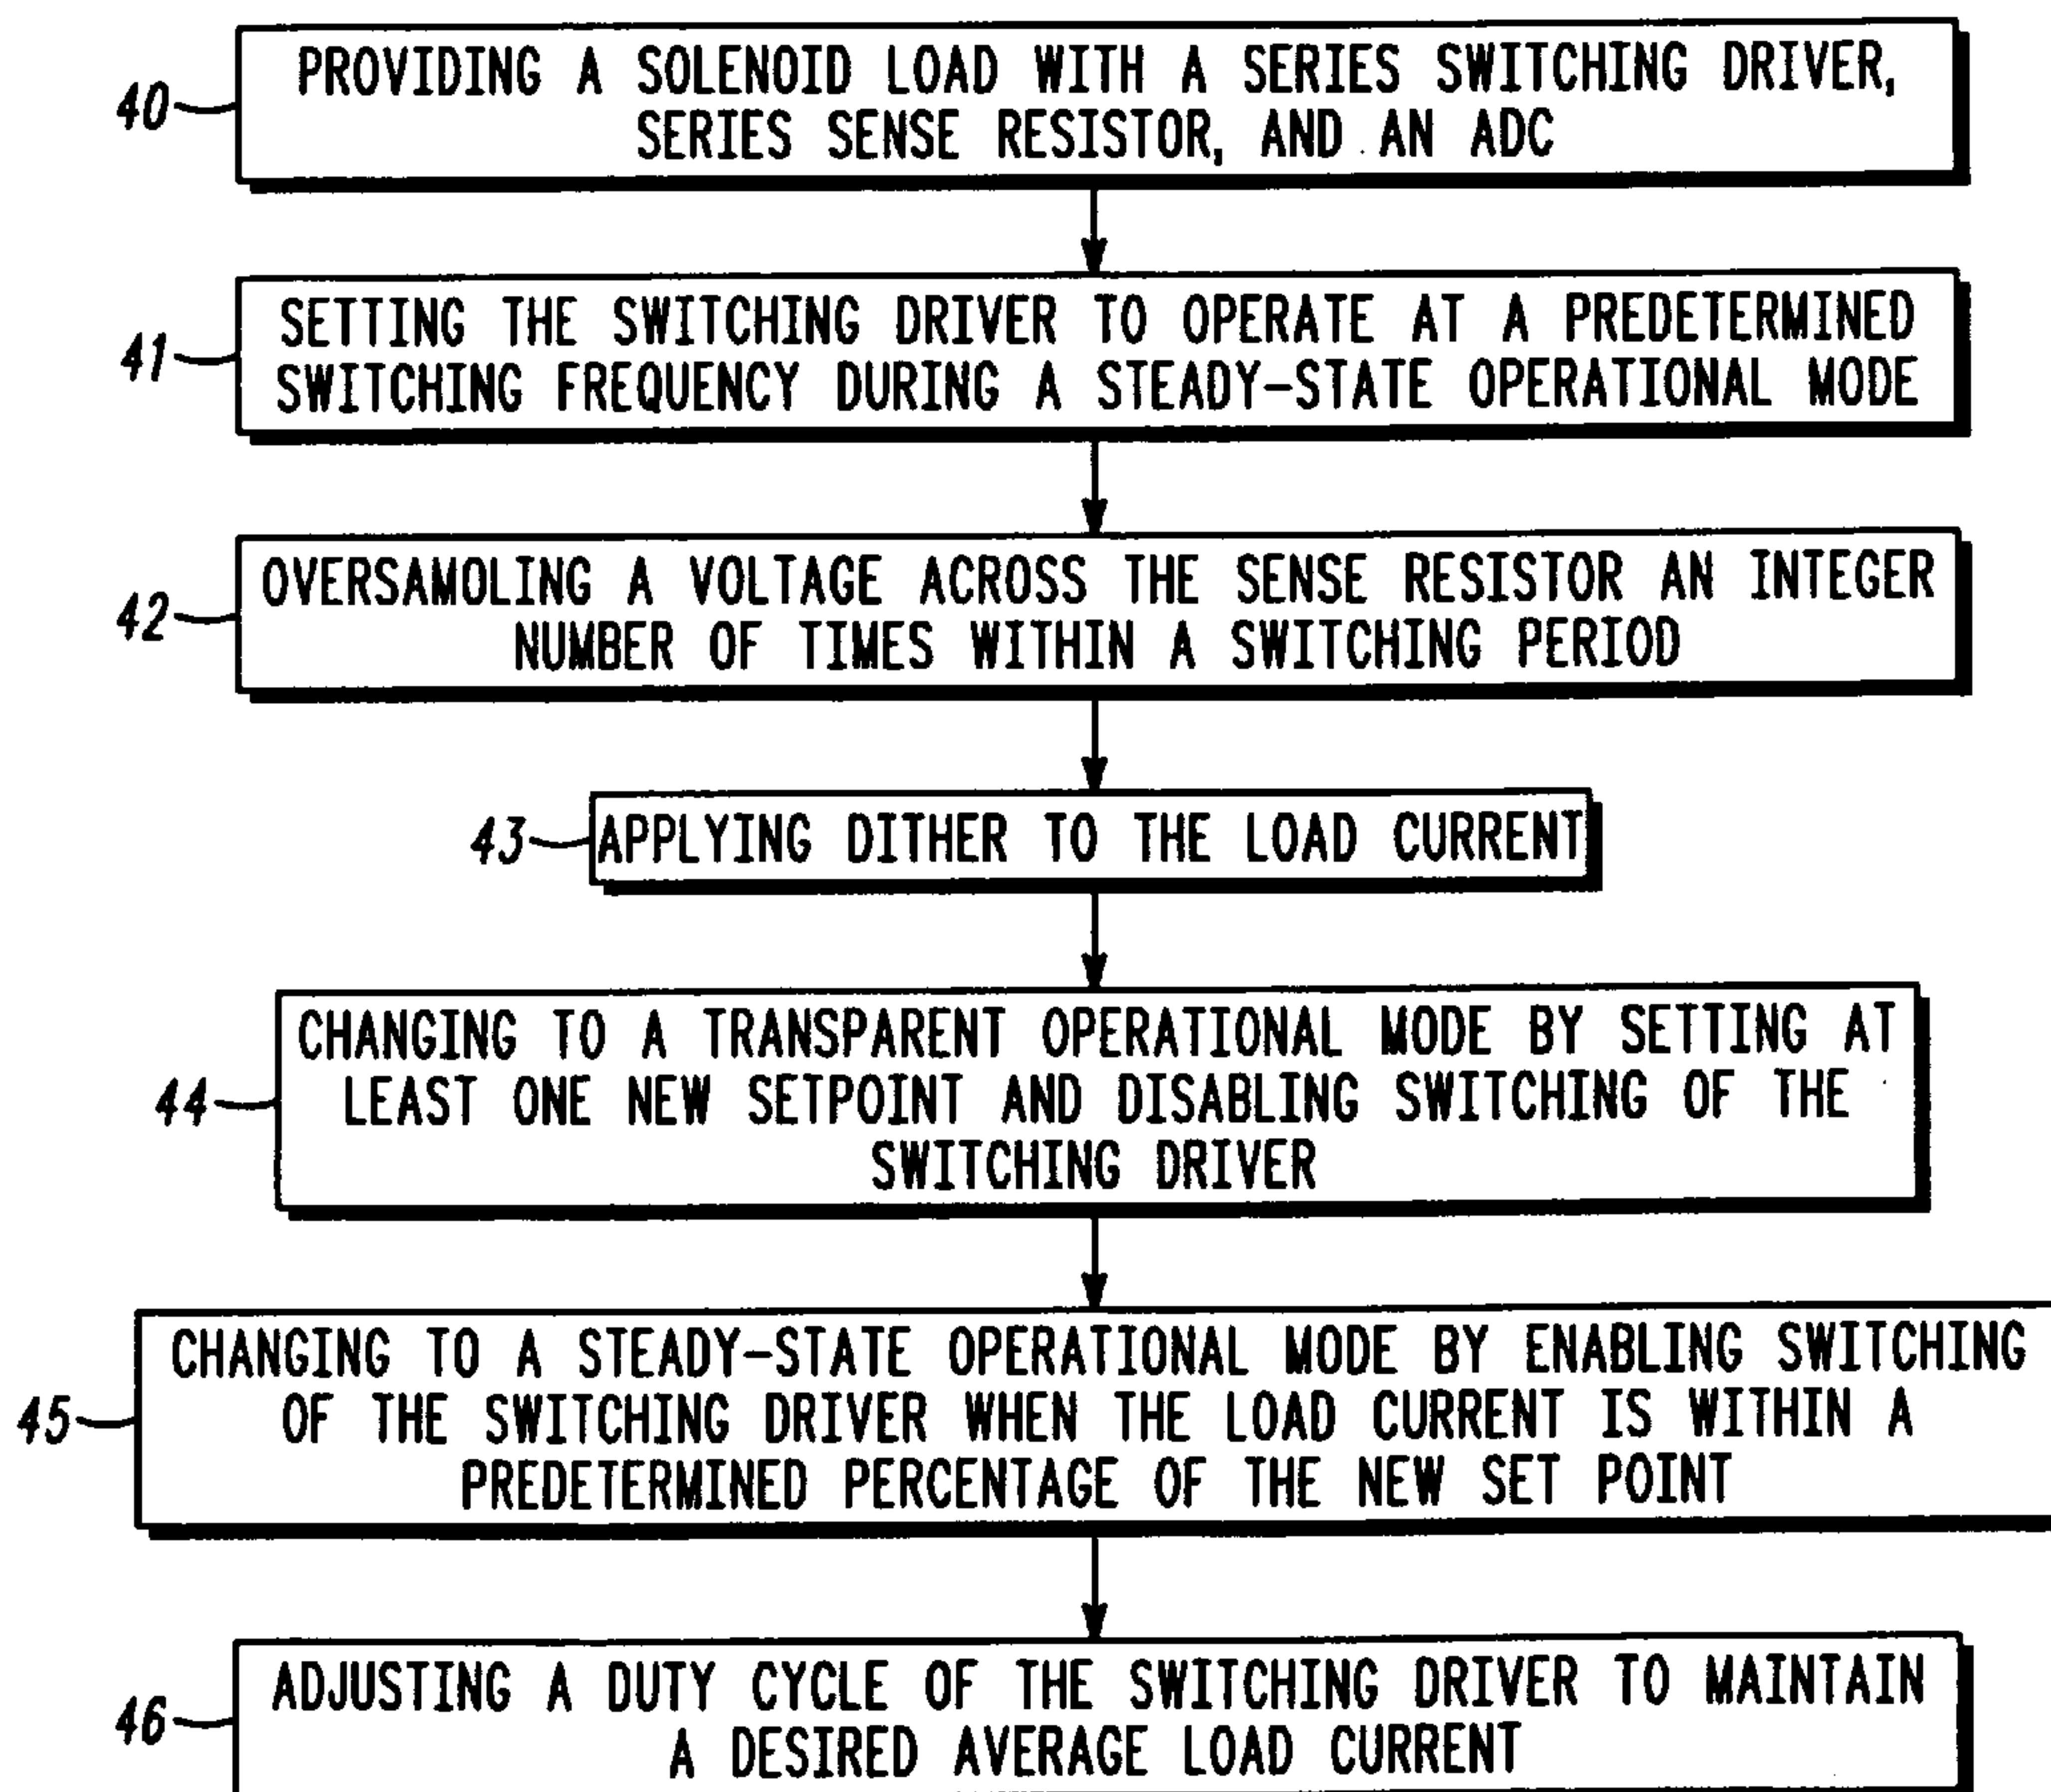 40
PROVIDING A SOLENOID LOAD WITH A SERIES SWITCHING DRIVER,
SERIES SENSE RESISTOR, AND AN ADC
41
SETTING THE SWITCHING DRIVER TO OPERATE AT A PREDETERMINED
SWITCHING FREQUENCY DURING A STEADY-STATE OPERATIONAL MODE
42
OVERSAMOLING A VOLTAGE ACROSS THE SENSE RESISTOR AN INTEGER
NUMBER OF TIMES WITHIN A SWITCHING PERIOD
43
APPLYING DITHER TO THE LOAD CURRENT
44
CHANGING TO A TRANSPARENT OPERATIONAL MODE BY SETTING AT
LEAST ONE NEW SETPOINT AND DISABLING SWITCHING OF THE
SWITCHING DRIVER
45
CHANGING TO A STEADY-STATE OPERATIONAL MODE BY ENABLING SWITCHING
OF THE SWITCHING DRIVER WHEN THE LOAD CURRENT IS WITHIN A
PREDETERMINED PERCENTAGE OF THE NEW SET POINT
46
ADJUSTING A DUTY CYCLE OF THE SWITCHING DRIVER TO MAINTAIN
A DESIRED AVERAGE LOAD CURRENT